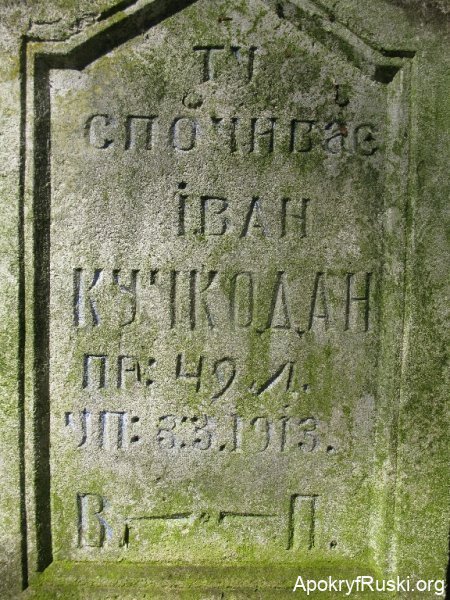 ТУ
СПОЧИВАЄ
ІВАН
КУЧКОДАН
ПР: 49 Л.
УП: 8.3.1913.
В. П.
ApokryfRuski.org